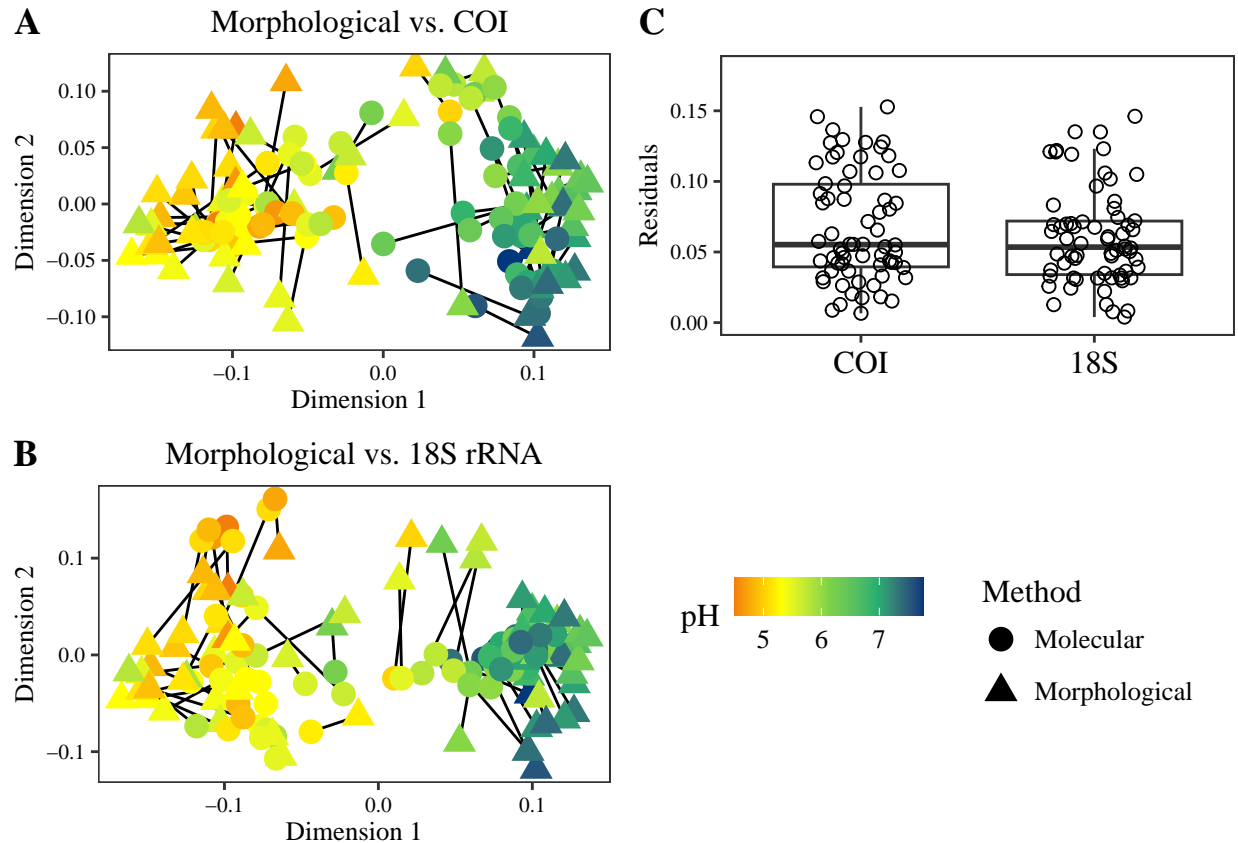 A
Morphological vs. COI
Dimension 2
0.10
0.05
0.00
−0.05
−0.10
−0.1
0.0
0.1
Dimension 1
B
Morphological vs. 18S rRNA
Dimension 2
0.1
0.0
−0.1
−0.1
0.0
0.1
Dimension 1
C
Residuals
0.15
0.10
0.05
0.00
COI
18S
pH
5
6
7
Method
Molecular
Morphological